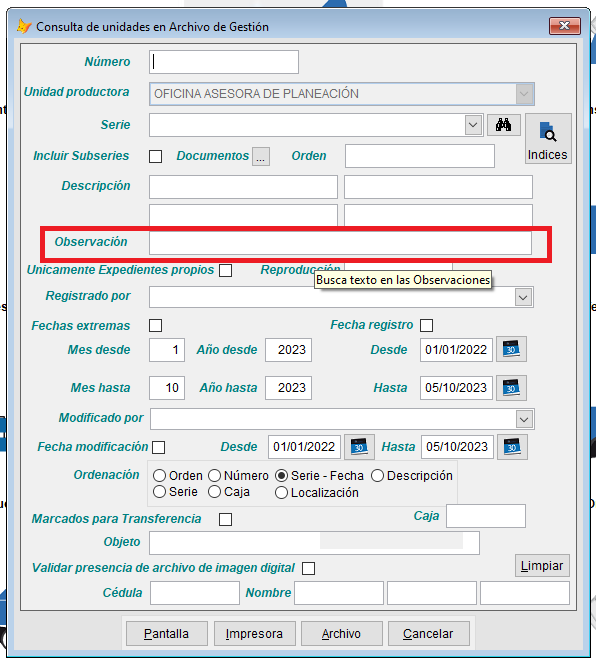 Consulta de unidades en Archivo de Gestión
Número
Unidad productora OFICINA ASESORA DE PLANEACIÓN
Serie
Incluir Subseries Documentos ... Orden
Indices
Descripción
Observación
Unicamente Expedientes propios Reproducción
Busca texto en las Observaciones
Registrado por
Fechas extremas Fecha registro
Mes desde 1 Año desde 2023 Desde 01/01/2022 30
Mes hasta 10 Año hasta 2023 Hasta 05/10/2023 30
Modificado por
Fecha modificación Desde 01/01/2022 30 Hasta 05/10/2023 30
Ordenación Orden Número Serie - Fecha Descripción
Serie Caja Localización
Marcados para Transferencia Caja
Objeto
Validar presencia de archivo de imagen digital Limpiar
Cédula Nombre
Pantalla Impresora Archivo Cancelar